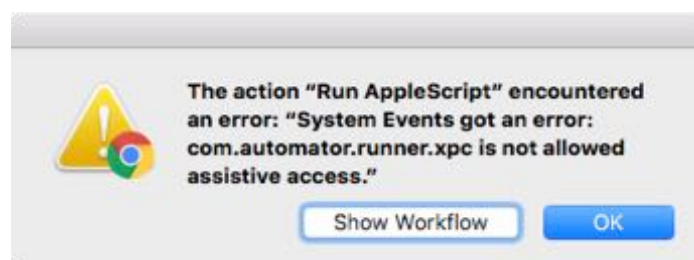 The action “Run AppleScript” encountered
an error: “System Events got an error:
com.automator.runner.xpc is not allowed
assistive access.”
Show Workflow
OK